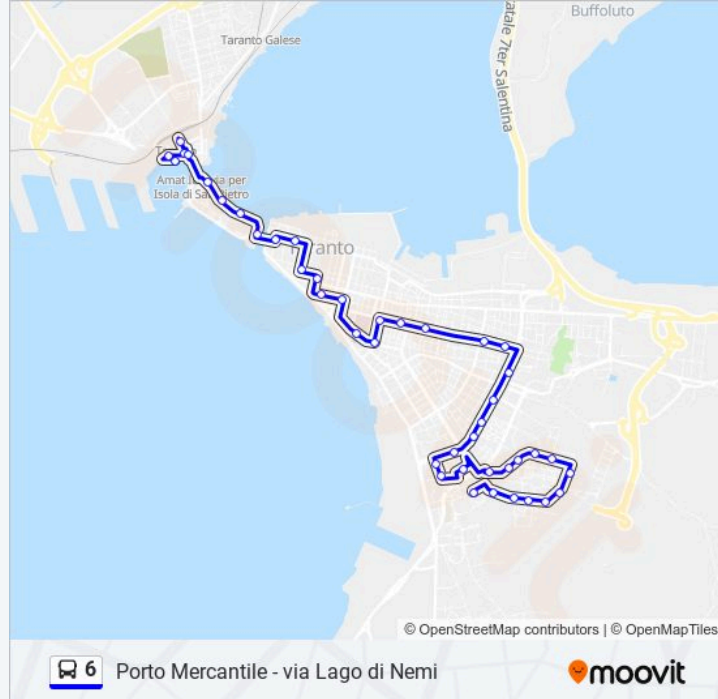 Buffoluto
Taranto Galese
Statale 7ter Salentina
Amat
per
Isola di San Pietro
Taranto
© OpenStreetMap contributors | © OpenMapTiles
6 Porto Mercantile - via Lago di Nemi
moovit